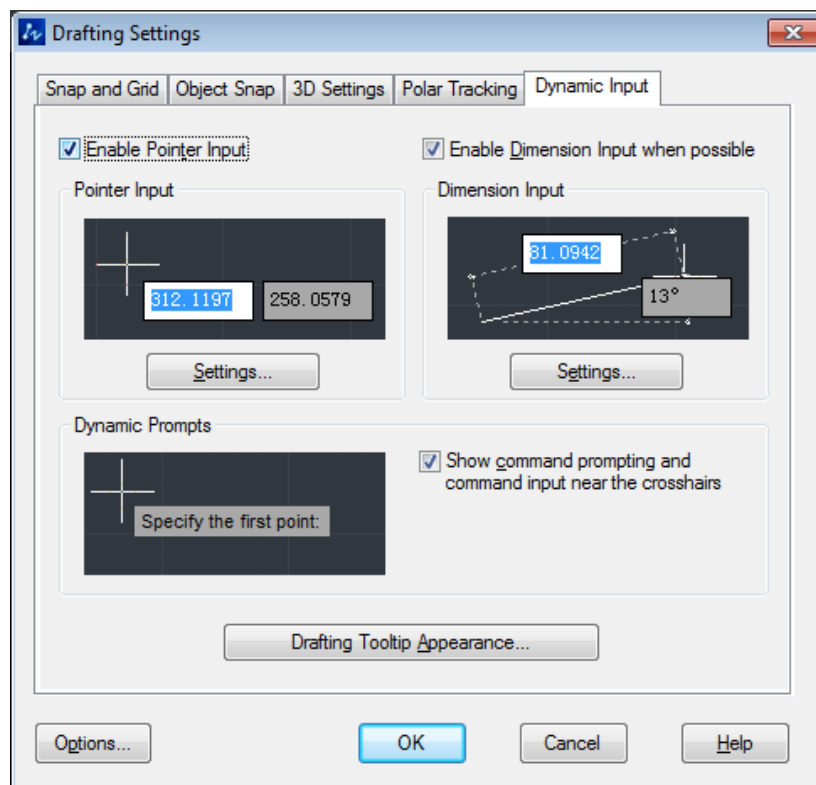 Drafting Settings
Snap and Grid
Object Snap
3D Settings
Polar Tracking
Dynamic Input
Enable Pointer Input
Enable Dimension Input when possible
Pointer Input
312.1197
258.0579
Settings...
Dimension Input
81.0942
13°
Settings...
Dynamic Prompts
Specify the first point:
Show command prompting and
command input near the crosshairs
Drafting Tooltip Appearance...
Options...
OK
Cancel
Help